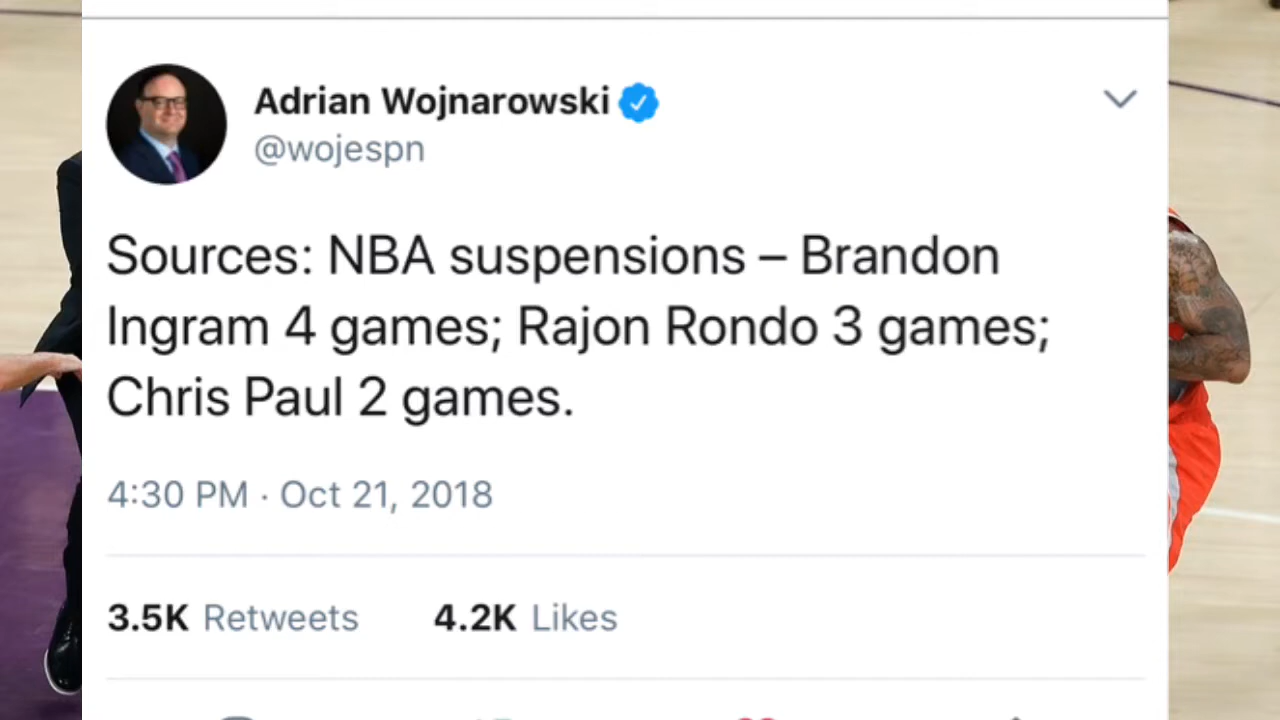 Adrian Wojnarowski
@wojespn
Sources: NBA suspensions – Brandon
Ingram 4 games; Rajon Rondo 3 games;
Chris Paul 2 games.
4:30 PM · Oct 21, 2018
3.5K Retweets 4.2K Likes